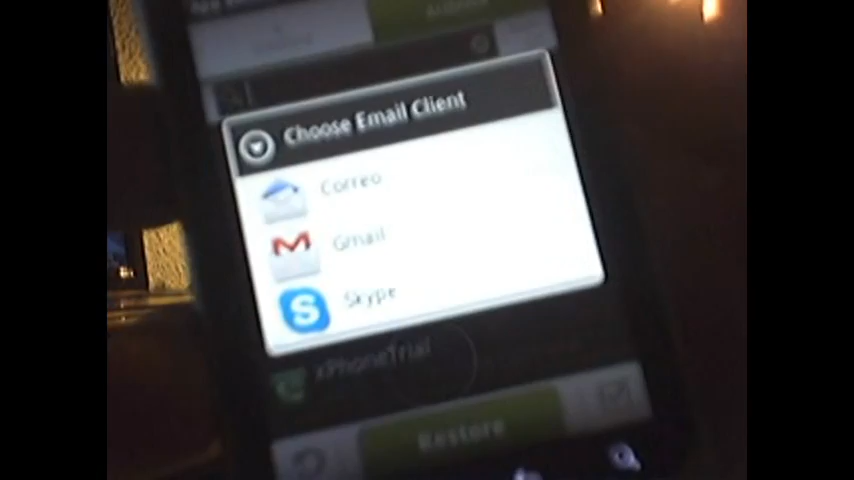 Choose Email Client
Correo
Gmail
Skype
xPhoneTrial
Restore